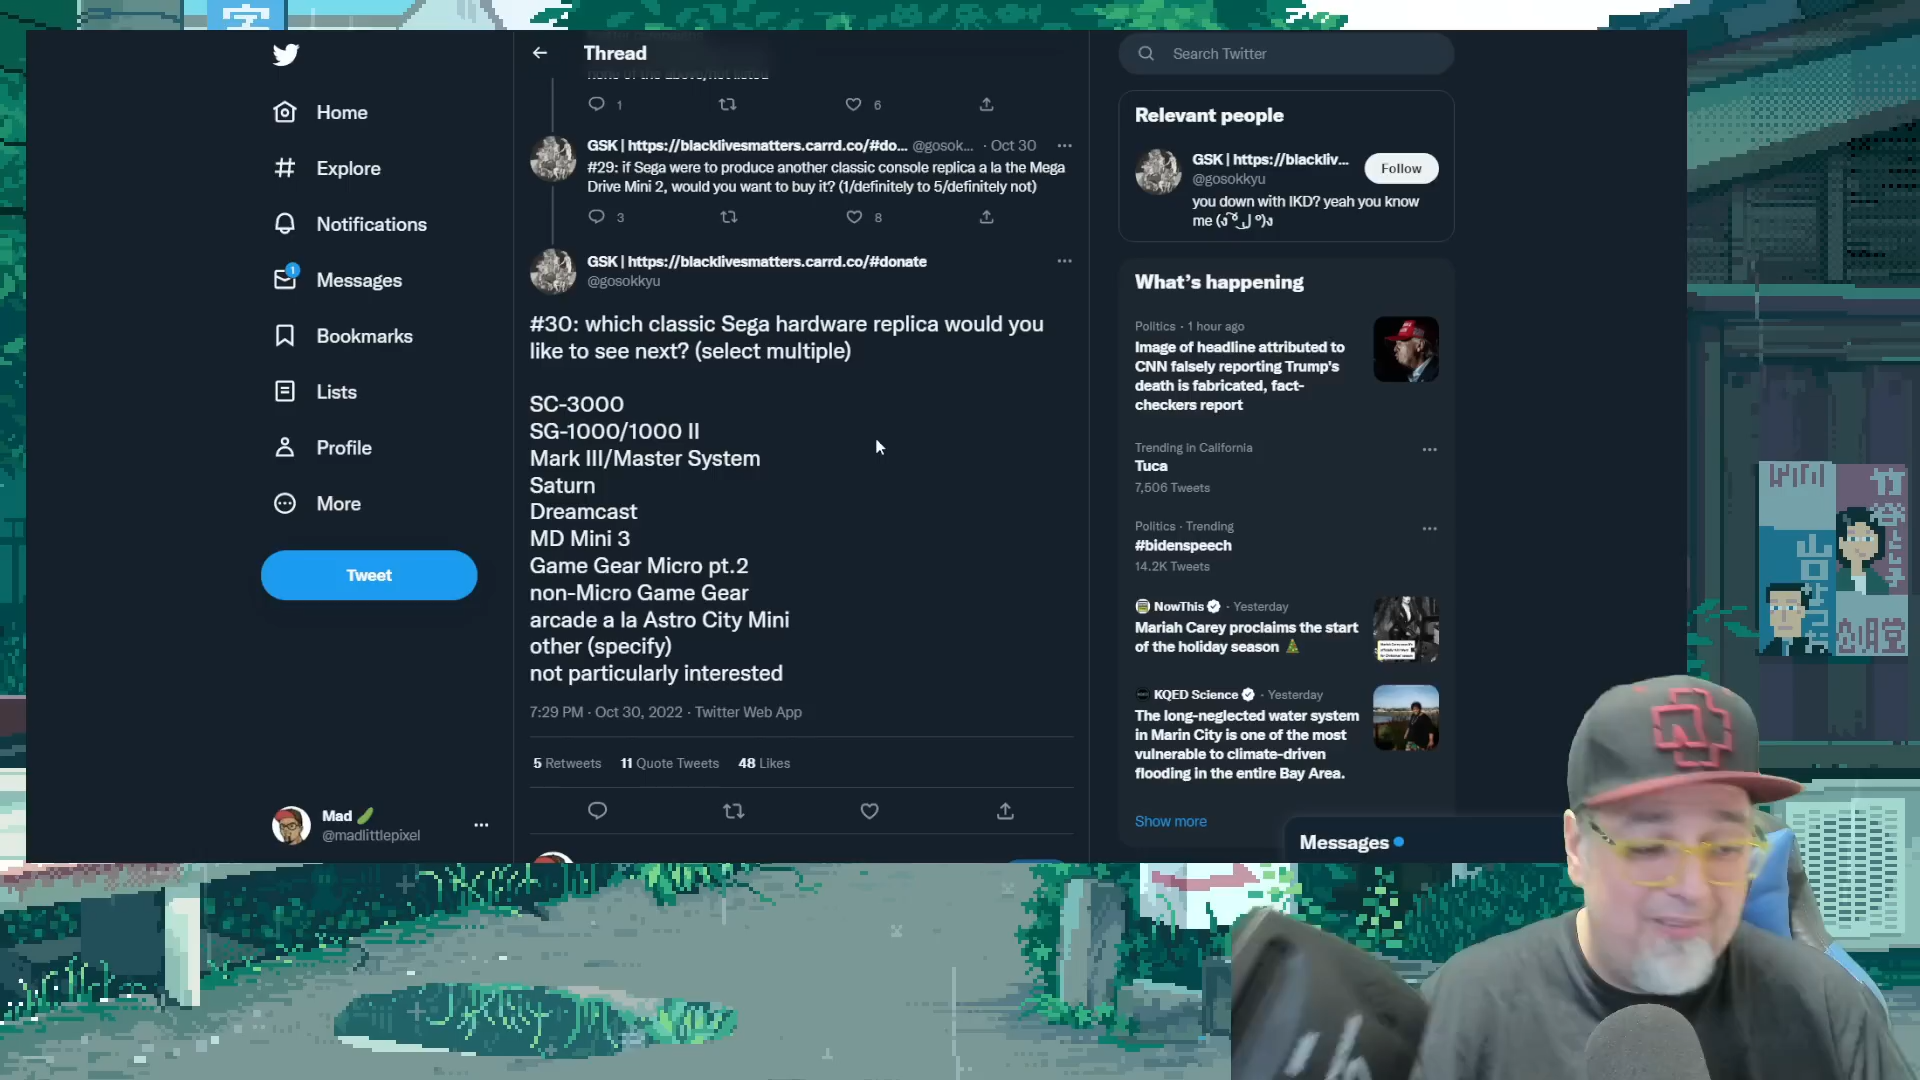 Home
Explore
Notifications
1
Messages
Bookmarks
Lists
Profile
More
Tweet
Mad
@madlittlepixel
Thread
none of the above/not listed
1
6
GSK | https://blacklivesmatters.carrd.co/#do... @gosok... · Oct 30
#29: if Sega were to produce another classic console replica a la the Mega
Drive Mini 2, would you want to buy it? (1/definitely to 5/definitely not)
3
8
GSK | https://blacklivesmatters.carrd.co/#donate
@gosokkyu
#30: which classic Sega hardware replica would you
like to see next? (select multiple)
SC-3000
SG-1000/1000 II
Mark III/Master System
Saturn
Dreamcast
MD Mini 3
Game Gear Micro pt.2
non-Micro Game Gear
arcade a la Astro City Mini
other (specify)
not particularly interested
7:29 PM · Oct 30, 2022 · Twitter Web App
5 Retweets 11 Quote Tweets 48 Likes
Search Twitter
Relevant people
GSK | https://blackliv...
@gosokkyu
Follow
you down with IKD? yeah you know
me
What's happening
Politics · 1 hour ago
Image of headline attributed to
CNN falsely reporting Trump's
death is fabricated, fact-
checkers report
Trending in California
Tuca
7,506 Tweets
Politics · Trending
#bidenspeech
14.2K Tweets
NowThis · Yesterday
Mariah Carey proclaims the start
of the holiday season
KQED Science · Yesterday
The long-neglected water system
in Marin City is one of the most
vulnerable to climate-driven
flooding in the entire Bay Area.
Show more
Messages